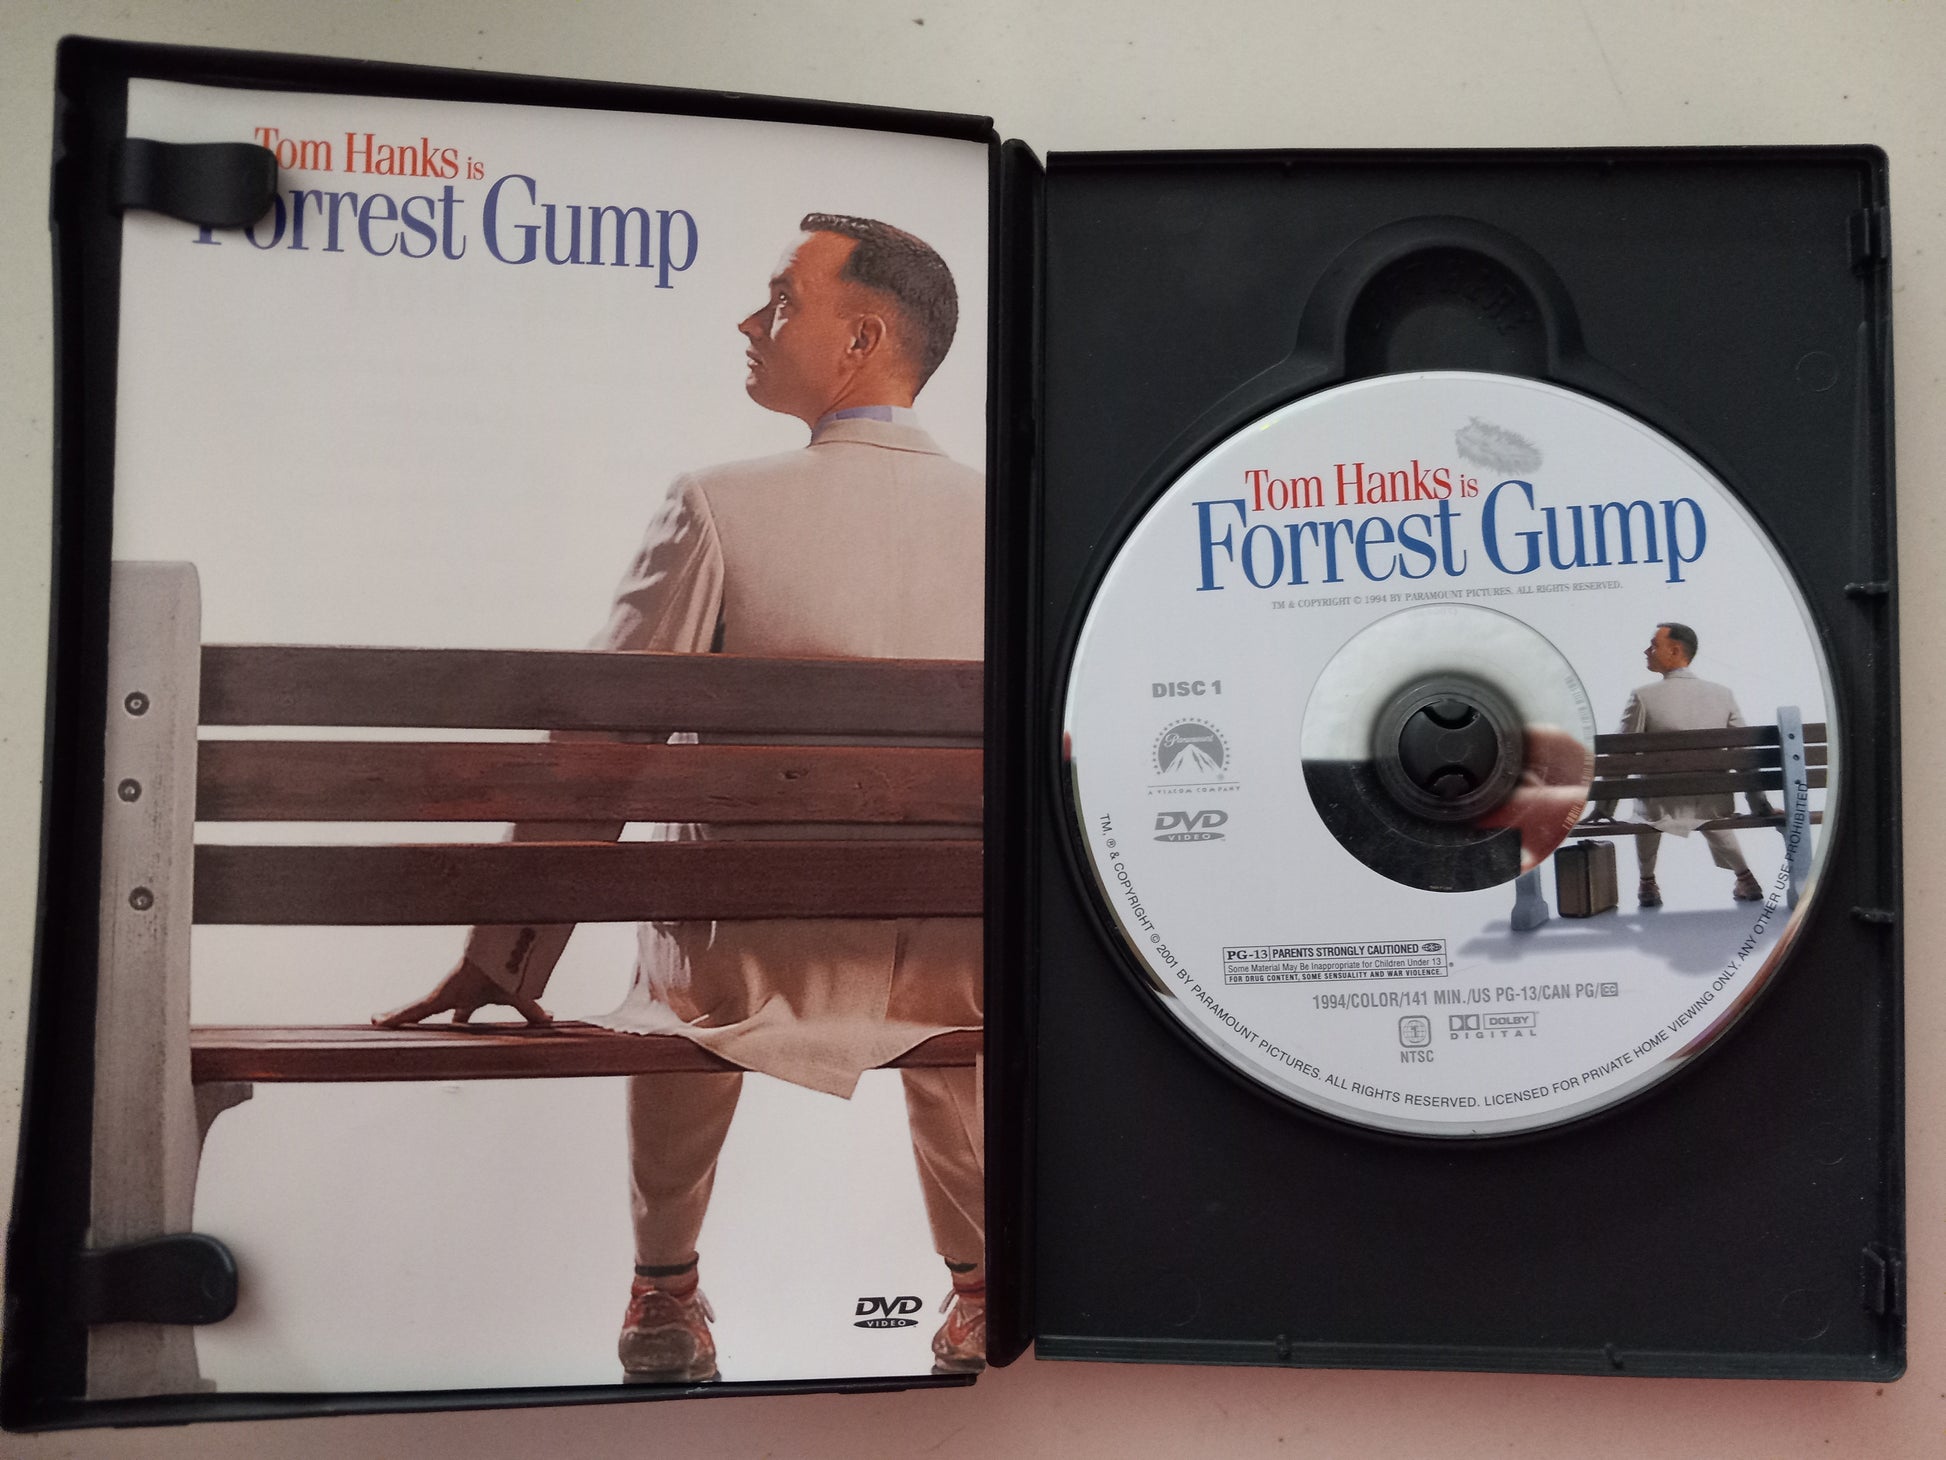 Tom Hanks is
Forrest Gump
DVD
VIDEO
Tom Hanks is
Forrest Gump
TM & COPYRIGHT © 1994 BY PARAMOUNT PICTURES. ALL RIGHTS RESERVED.
DISC 1
Paramount
A VIACOM COMPANY
DVD
VIDEO
PG-13 PARENTS STRONGLY CAUTIONED
Some Material May Be Inappropriate for Children Under 13
FOR DRUG CONTENT, SOME SENSUALITY AND WAR VIOLENCE.
1994/COLOR/141 MIN./US PG-13/CAN PG/CC
1
NTSC
DOLBY
DIGITAL
TM, ® & COPYRIGHT © 2001 BY PARAMOUNT PICTURES. ALL RIGHTS RESERVED. LICENSED FOR PRIVATE HOME VIEWING ONLY. ANY OTHER USE PROHIBITED.